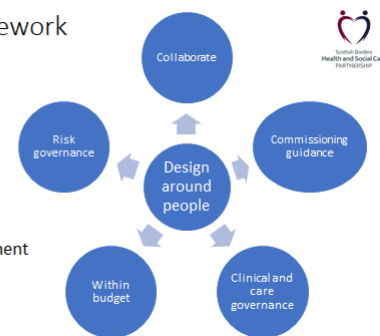 ework
Collaborate
Scottish Borders
Health and Social Ca
PARTNERSHIP
Risk
governance
Commissioning
guidance
Design
around
people
ment
Within
budget
Clinical and
care
governance